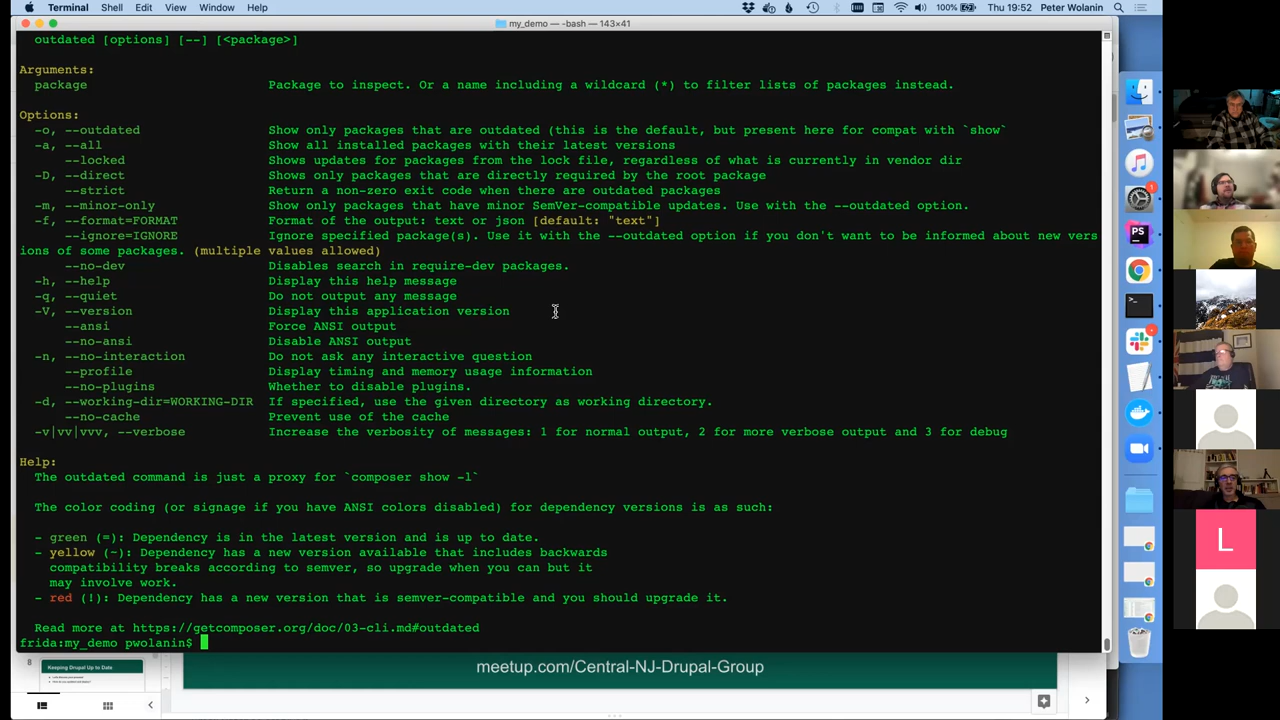 Terminal Shell Edit View Window Help 100% Thu 19:52 Peter Wolanin
my_demo — -bash — 143×41
outdated [options] [--] [<package>]
Arguments:
package Package to inspect. Or a name including a wildcard (*) to filter lists of packages instead.
Options:
-o, --outdated Show only packages that are outdated (this is the default, but present here for compat with `show`
-a, --all Show all installed packages with their latest versions
--locked Shows updates for packages from the lock file, regardless of what is currently in vendor dir
-D, --direct Shows only packages that are directly required by the root package
--strict Return a non-zero exit code when there are outdated packages
-m, --minor-only Show only packages that have minor SemVer-compatible updates. Use with the --outdated option.
-f, --format=FORMAT Format of the output: text or json [default: "text"]
--ignore=IGNORE Ignore specified package(s). Use it with the --outdated option if you don't want to be informed about new vers
ions of some packages. (multiple values allowed)
--no-dev Disables search in require-dev packages.
-h, --help Display this help message
-q, --quiet Do not output any message
-V, --version Display this application version
--ansi Force ANSI output
--no-ansi Disable ANSI output
-n, --no-interaction Do not ask any interactive question
--profile Display timing and memory usage information
--no-plugins Whether to disable plugins.
-d, --working-dir=WORKING-DIR If specified, use the given directory as working directory.
--no-cache Prevent use of the cache
-v|vv|vvv, --verbose Increase the verbosity of messages: 1 for normal output, 2 for more verbose output and 3 for debug
Help:
The outdated command is just a proxy for `composer show -l`
The color coding (or signage if you have ANSI colors disabled) for dependency versions is as such:
- green (=): Dependency is in the latest version and is up to date.
- yellow (~): Dependency has a new version available that includes backwards
compatibility breaks according to semver, so upgrade when you can but it
may involve work.
- red (!): Dependency has a new version that is semver-compatible and you should upgrade it.
Read more at https://getcomposer.org/doc/03-cli.md#outdated
frida:my_demo pwolanin$
8
Keeping Drupal Up to Date
meetup.com/Central-NJ-Drupal-Group
PS
L